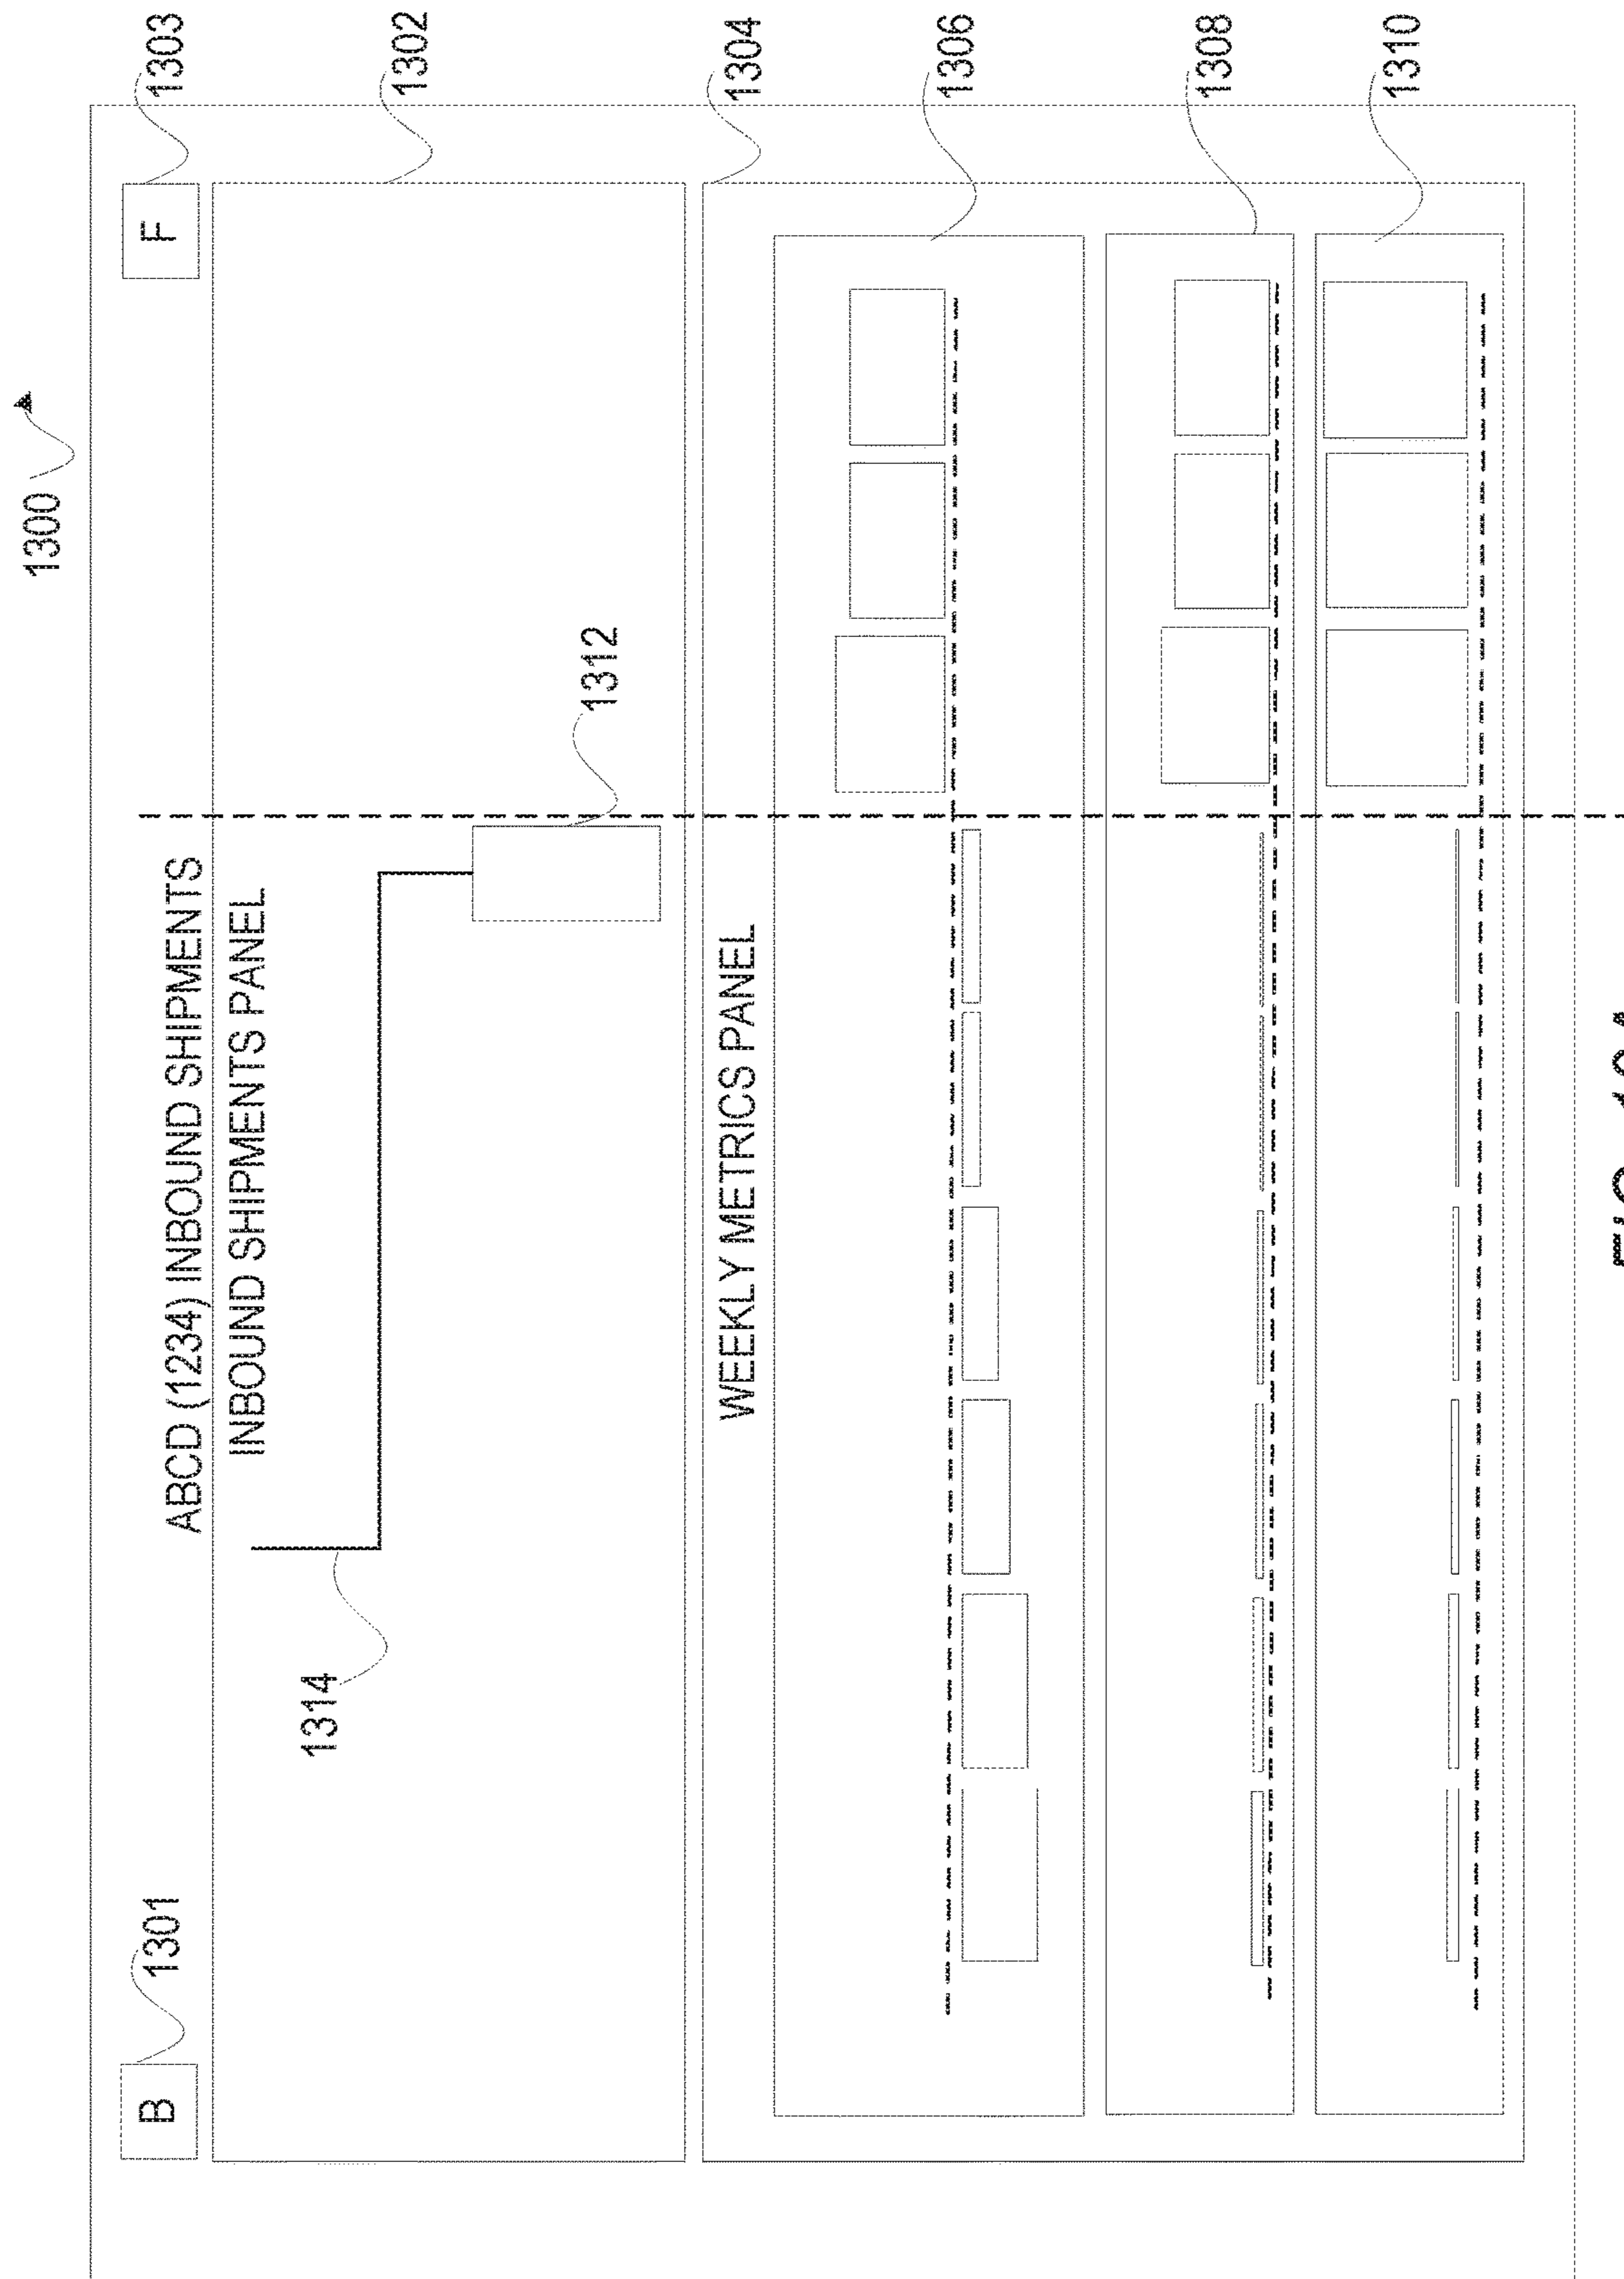 1300
B
1301
ABCD (1234) INBOUND SHIPMENTS
F
1303
INBOUND SHIPMENTS PANEL
1302
1314
1312
WEEKLY METRICS PANEL
1304
1306
1308
1310